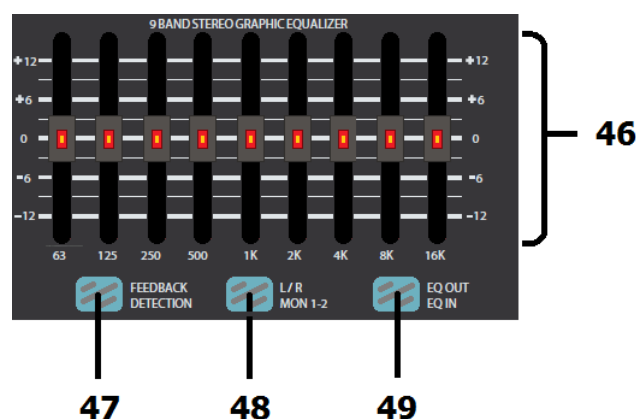 9 BAND STEREO GRAPHIC EQUALIZER
+12 +12
+6 +6
0 0
-6 -6
-12 -12
63 125 250 500 1K 2K 4K 8K 16K
FEEDBACK DETECTION
L / R MON 1-2
EQ OUT EQ IN
46
47 48 49